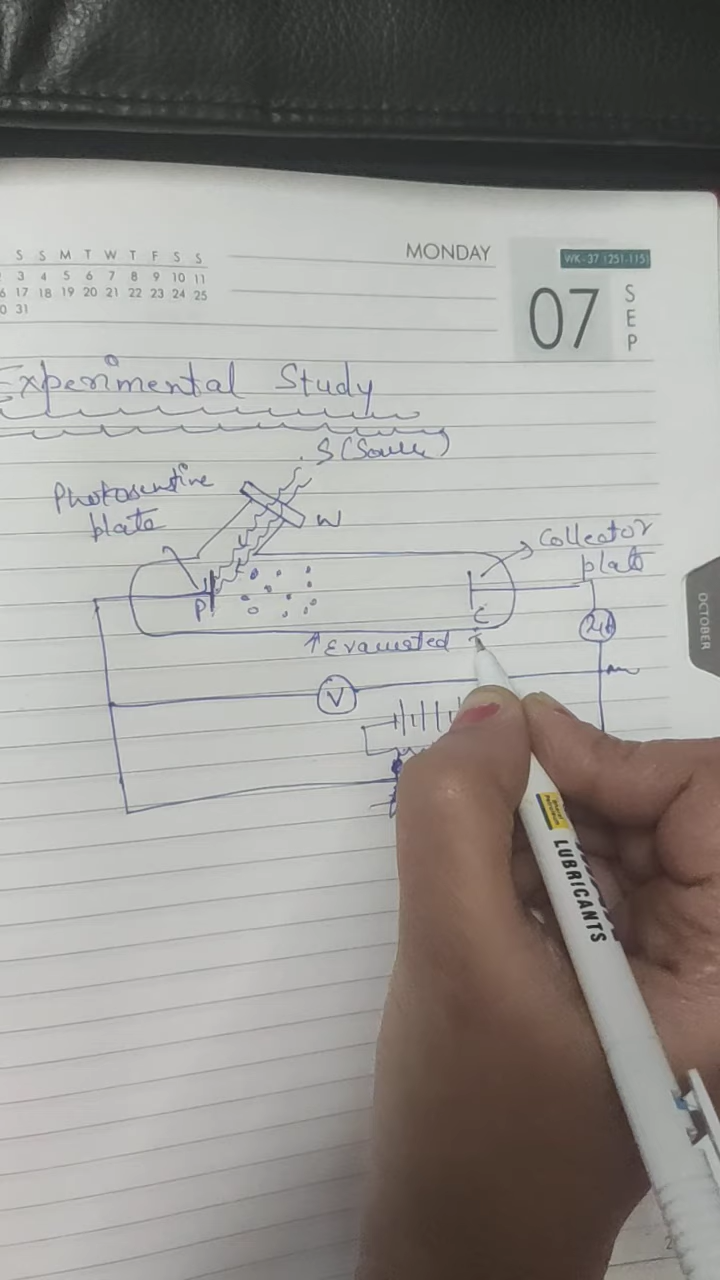 S S M T W T F S S
3 4 5 6 7 8 9 10 11
17 18 19 20 21 22 23 24 25
31
MONDAY
WK-37 (251-115)
07
SEP
OCTOBER
Experimental Study
S (Source)
Photosensitive
plate
W
Collector
plate
P
C
Evacuated
V
LUBRICANTS